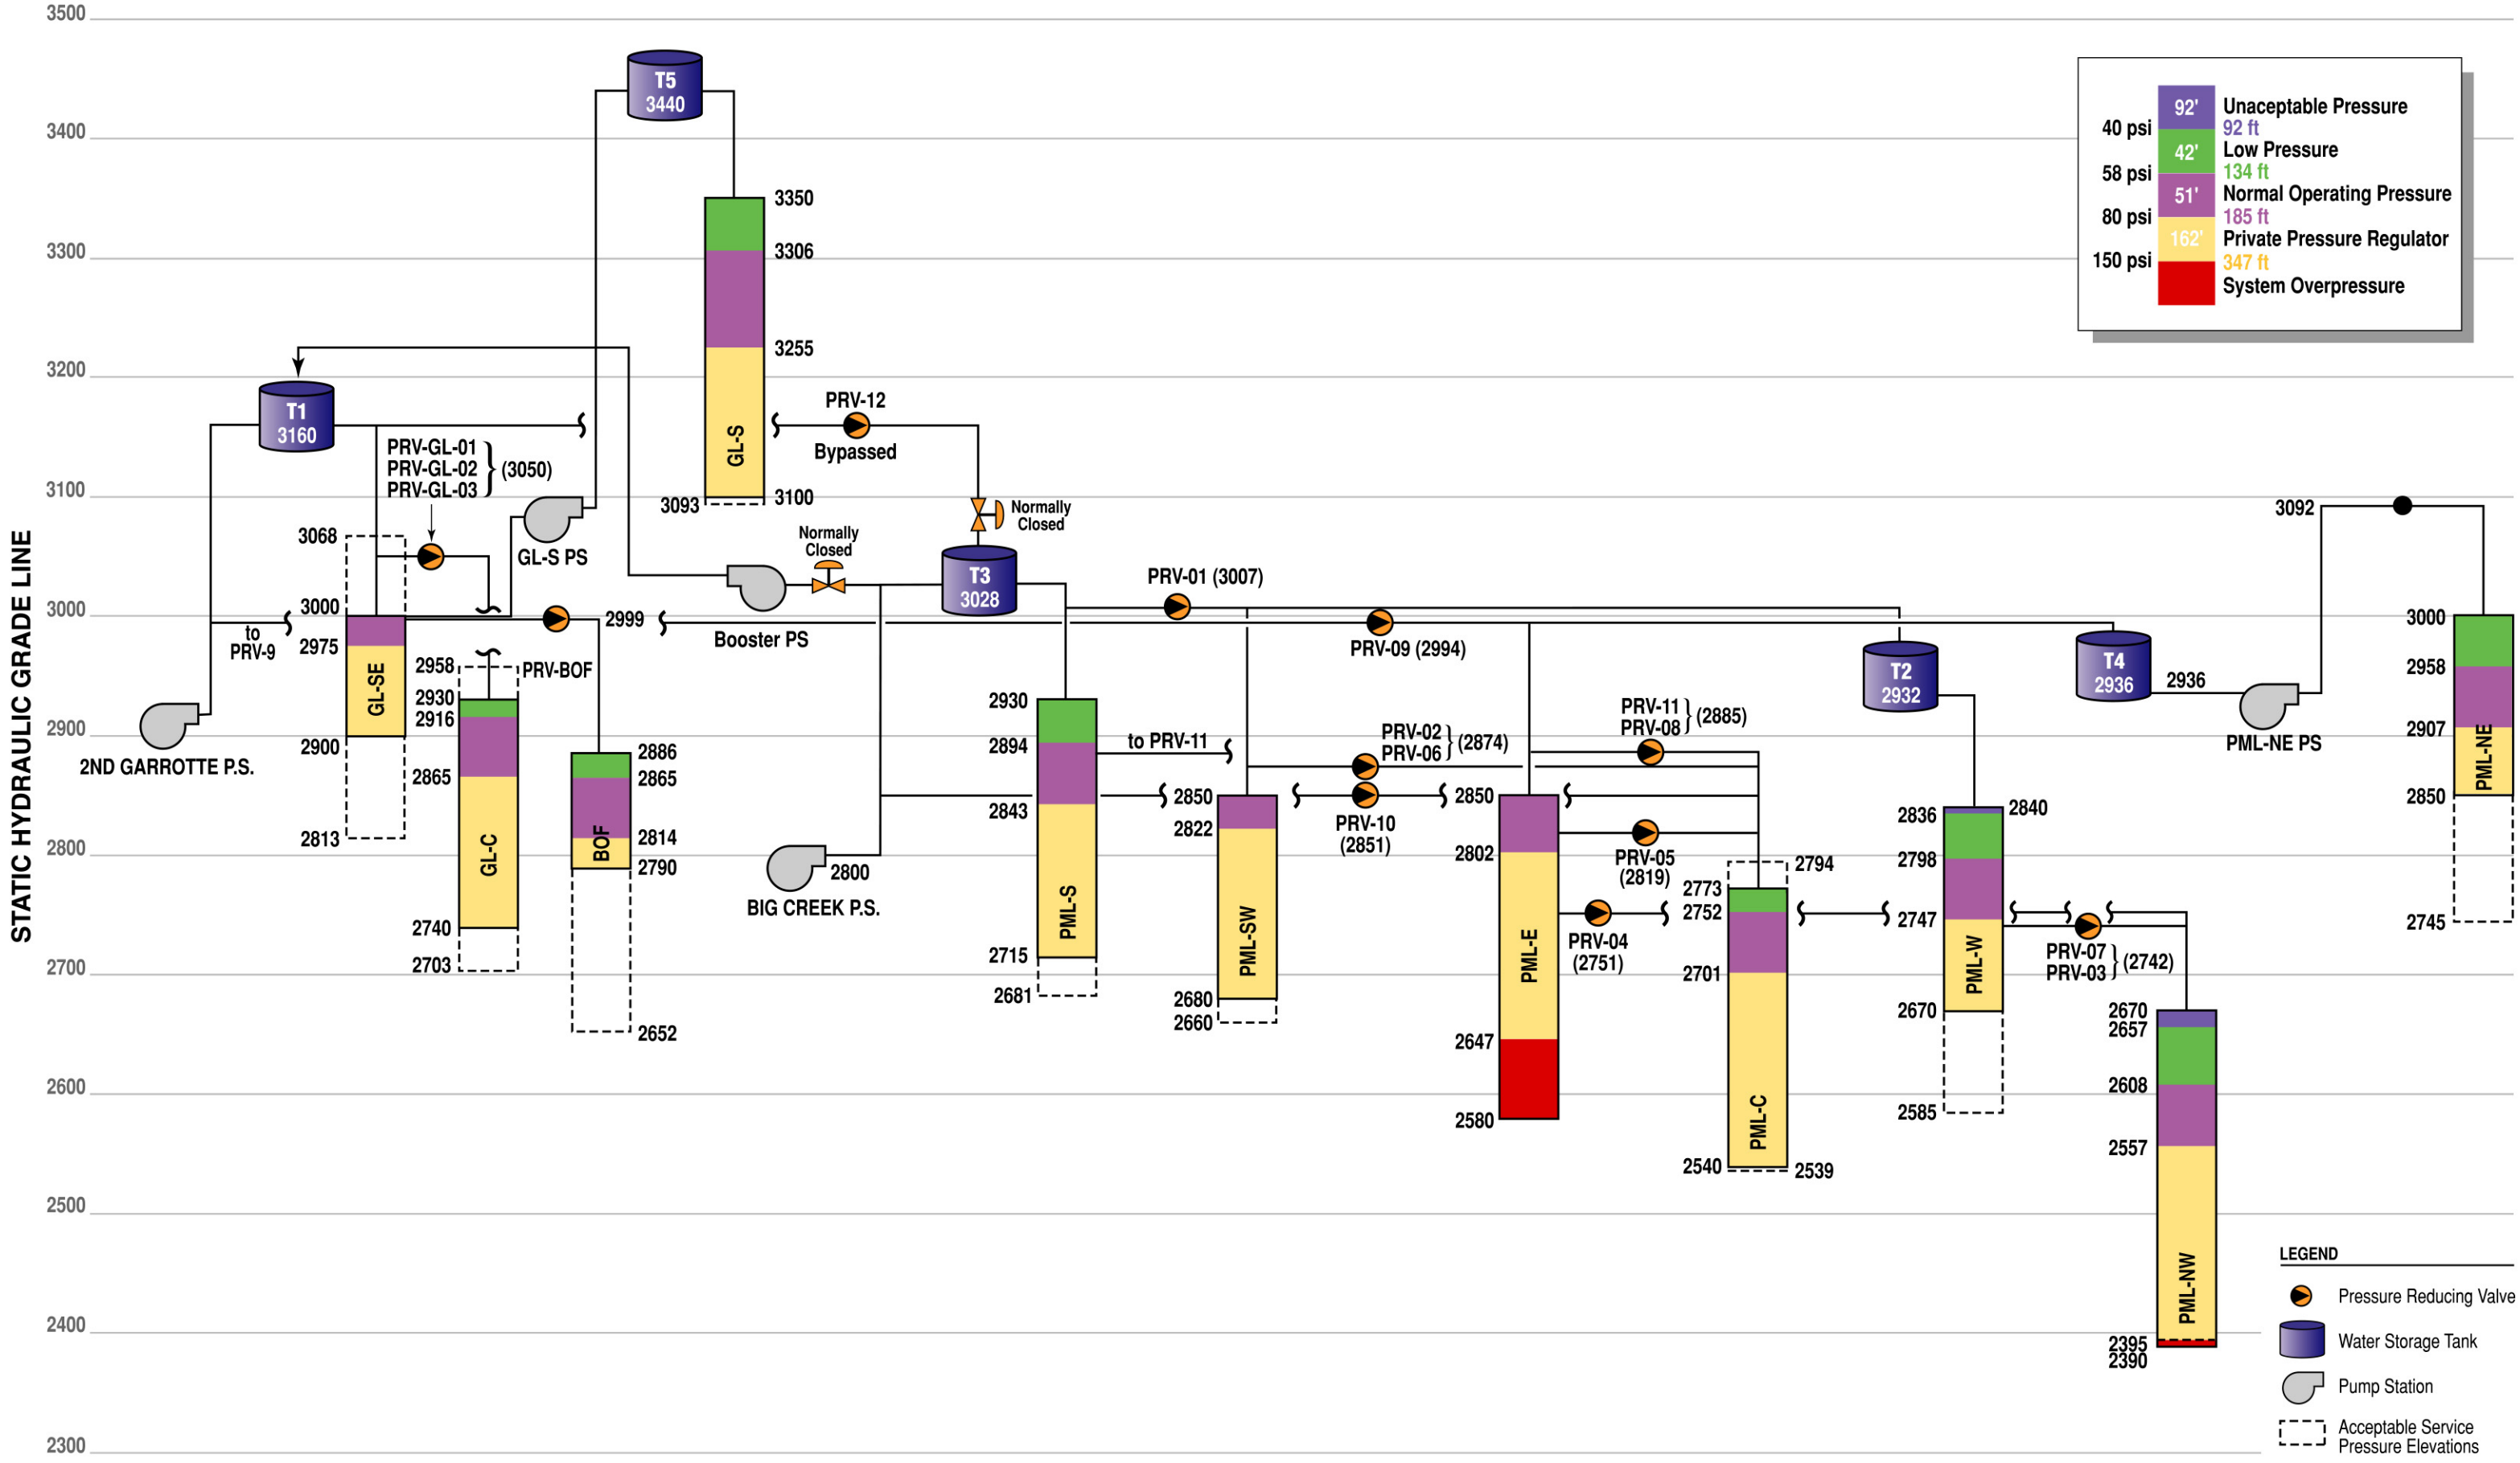 STATIC HYDRAULIC GRADE LINE
3500
3400
3300
3200
3100
3000
2900
2800
2700
2600
2500
2400
2300
T5
3440
T1
3160
PRV-GL-01
PRV-GL-02
PRV-GL-03
(3050)
3068
3000
2975
2900
2813
GL-SE
to
PRV-9
2ND GARROTTE P.S.
GL-S PS
2958
2930
2916
2865
2740
2703
GL-C
PRV-BOF
2999
2886
2865
2814
2790
2652
BOF
3350
3306
3255
3100
3093
GL-S
PRV-12
Bypassed
Normally
Closed
Normally
Closed
Booster PS
T3
3028
BIG CREEK P.S.
2800
2930
2894
2843
2715
2681
PML-S
to PRV-11
PRV-01 (3007)
2850
2822
2680
2660
PML-SW
PRV-09 (2994)
PRV-02
PRV-06
(2874)
PRV-10
(2851)
2850
2802
2647
2580
PML-E
PRV-11
PRV-08
(2885)
PRV-05
(2819)
PRV-04
(2751)
2794
2773
2752
2701
2540
2539
PML-C
T2
2932
2836
2840
2798
2747
2670
2585
PML-W
T4
2936
2936
PML-NE PS
3092
PRV-07
PRV-03
(2742)
2670
2657
2608
2557
2395
2390
PML-NW
3000
2958
2907
2850
2745
PML-NE
92'
Unaceptable Pressure
40 psi
92 ft
42'
Low Pressure
58 psi
134 ft
51'
Normal Operating Pressure
80 psi
185 ft
162'
Private Pressure Regulator
150 psi
347 ft
System Overpressure
LEGEND
Pressure Reducing Valve
Water Storage Tank
Pump Station
Acceptable Service
Pressure Elevations